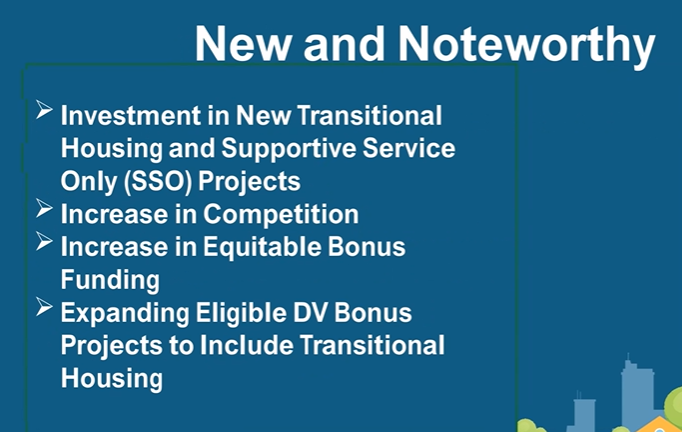 New and Noteworthy
Investment in New Transitional
Housing and Supportive Service
Only (SSO) Projects
Increase in Competition
Increase in Equitable Bonus
Funding
Expanding Eligible DV Bonus
Projects to Include Transitional
Housing